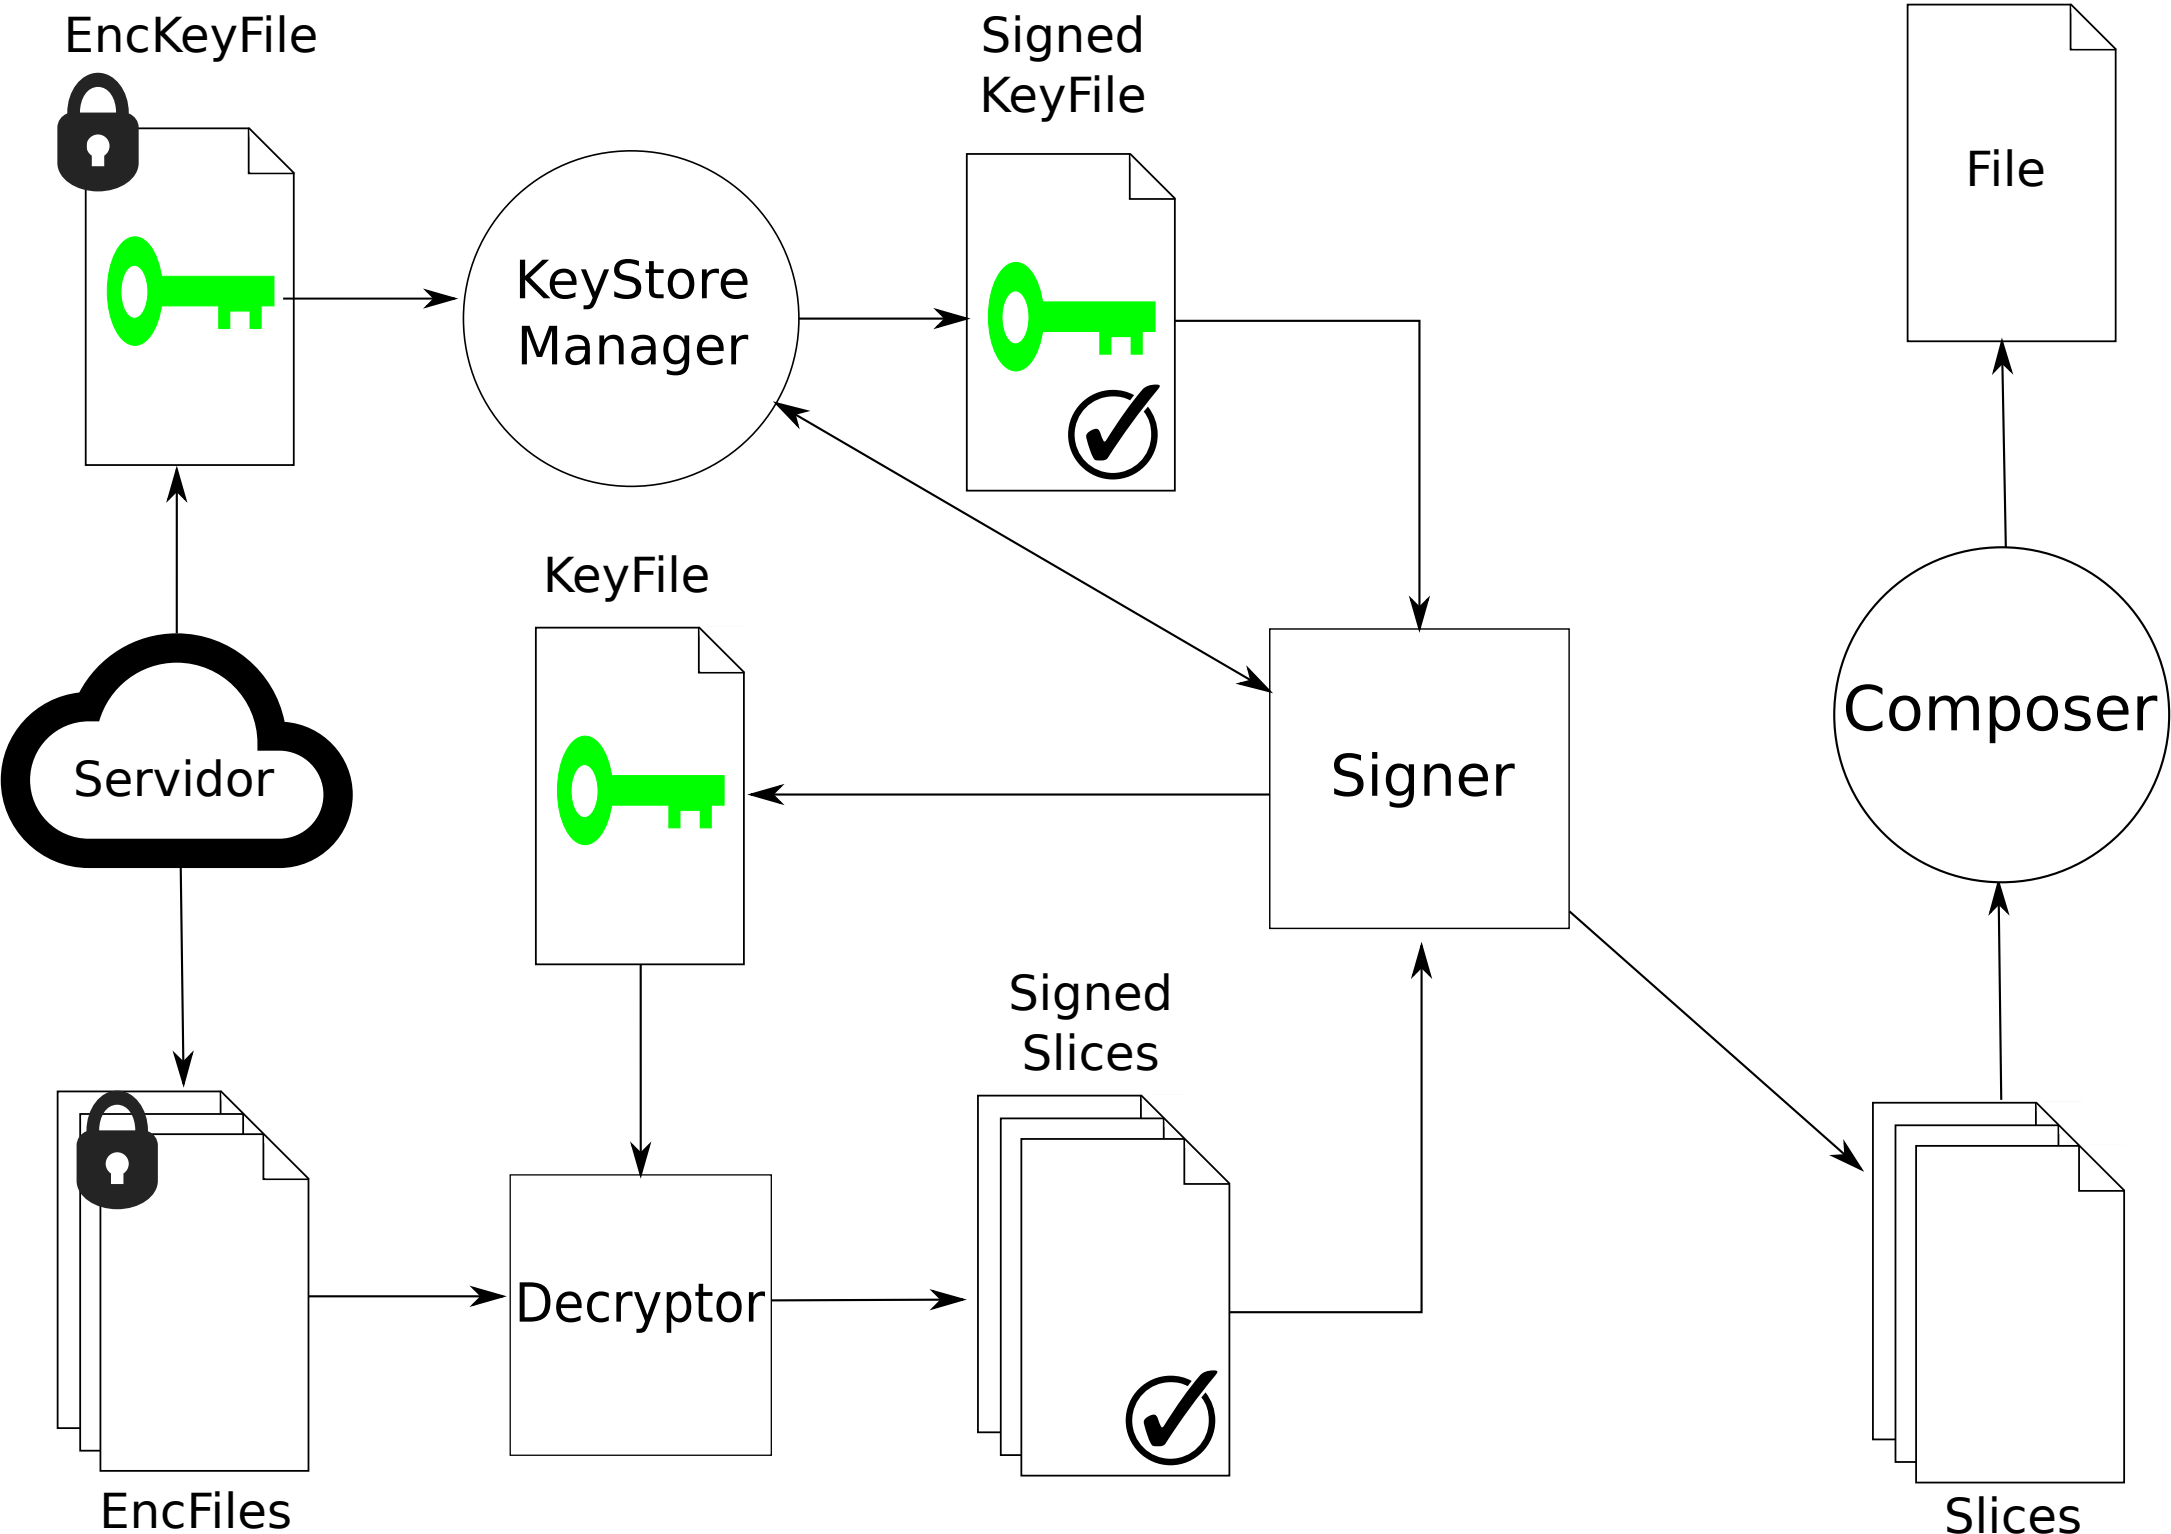 EncKeyFile
Signed
KeyFile
File
KeyStore
Manager
KeyFile
Servidor
Signer
Composer
Signed
Slices
Decryptor
EncFiles
Slices